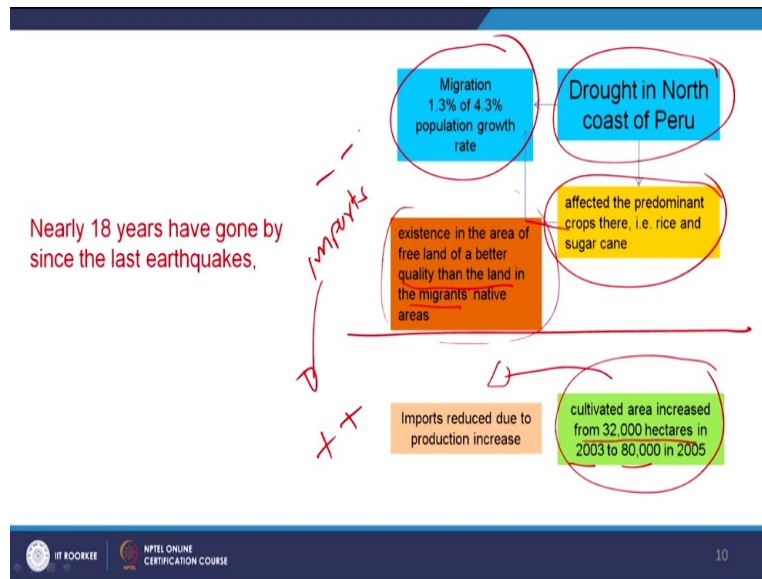 Nearly 18 years have gone by
since the last earthquakes,
Migration
1.3% of 4.3%
population growth
rate
Drought in North
coast of Peru
imports
existence in the area of
free land of a better
quality than the land in
the migrants' native
areas
affected the predominant
crops there, i.e. rice and
sugar cane
Imports reduced due to
production increase
cultivated area increased
from 32,000 hectares in
2003 to 80,000 in 2005
++
IIT ROORKEE
NPTEL ONLINE
CERTIFICATION COURSE
10